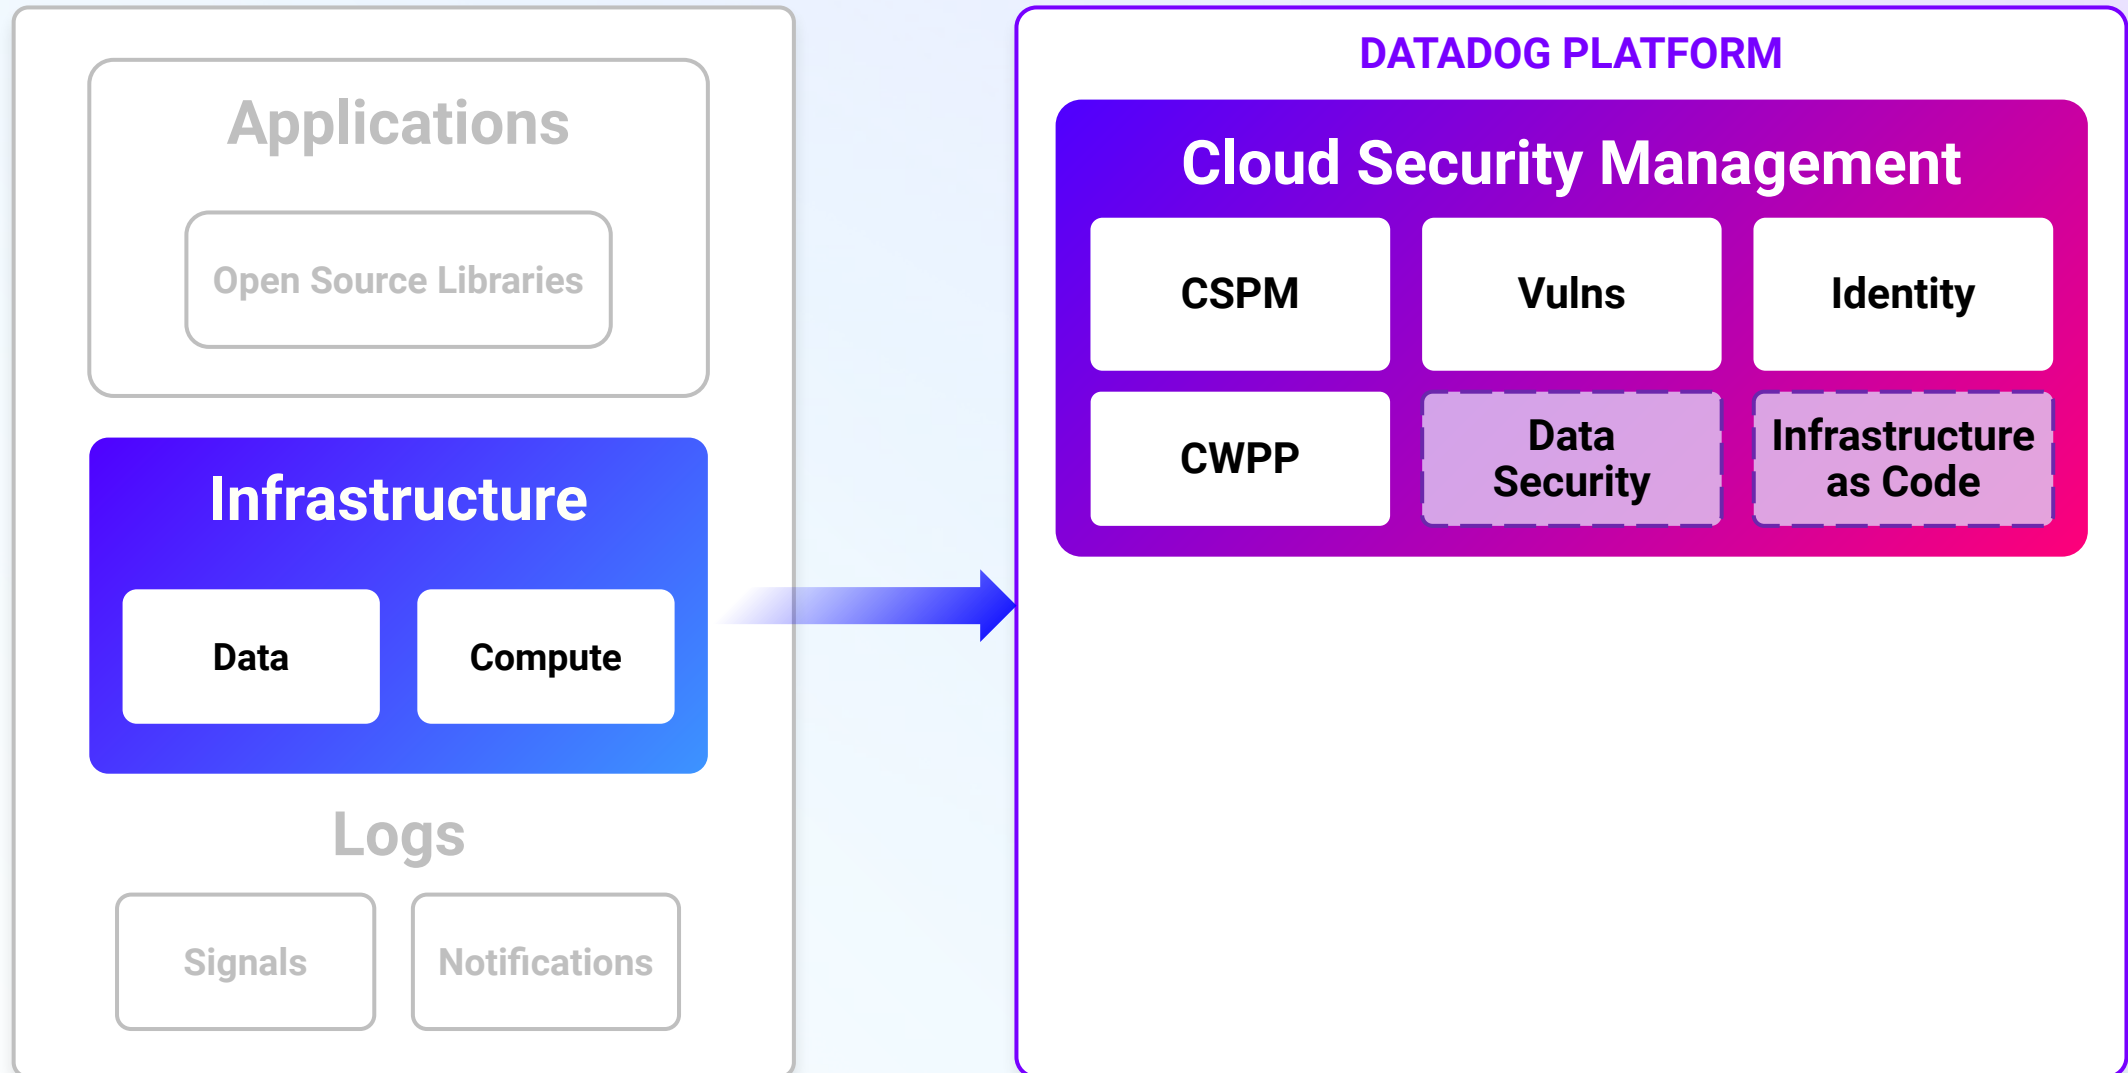 Applications
Open Source Libraries
Infrastructure
Data
Compute
Logs
Signals
Notifications
DATADOG PLATFORM
Cloud Security Management
CSPM
Vulns
Identity
CWPP
Data
Security
Infrastructure
as Code